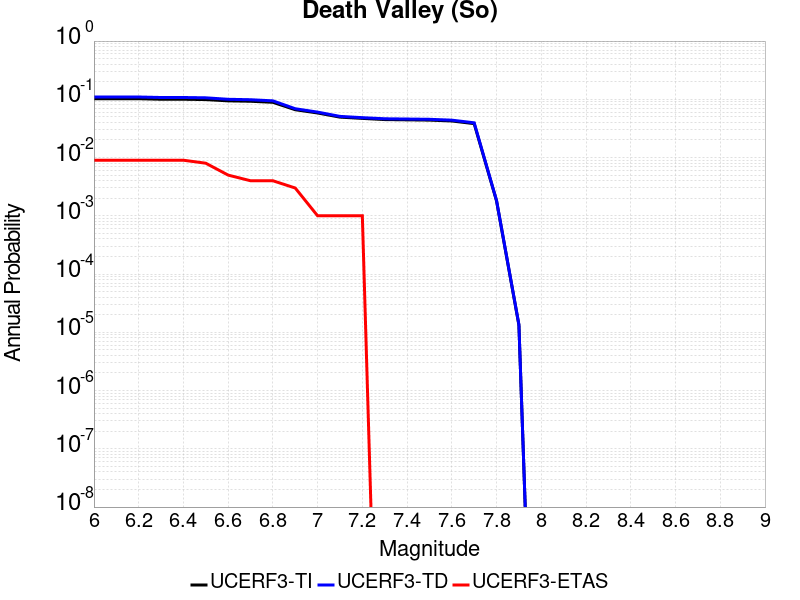 Death Valley (So)
10^0
10^-1
10^-2
10^-3
10^-4
10^-5
10^-6
10^-7
10^-8
Annual Probability
6 6.2 6.4 6.6 6.8 7 7.2 7.4 7.6 7.8 8 8.2 8.4 8.6 8.8 9
Magnitude
UCERF3-TI UCERF3-TD UCERF3-ETAS